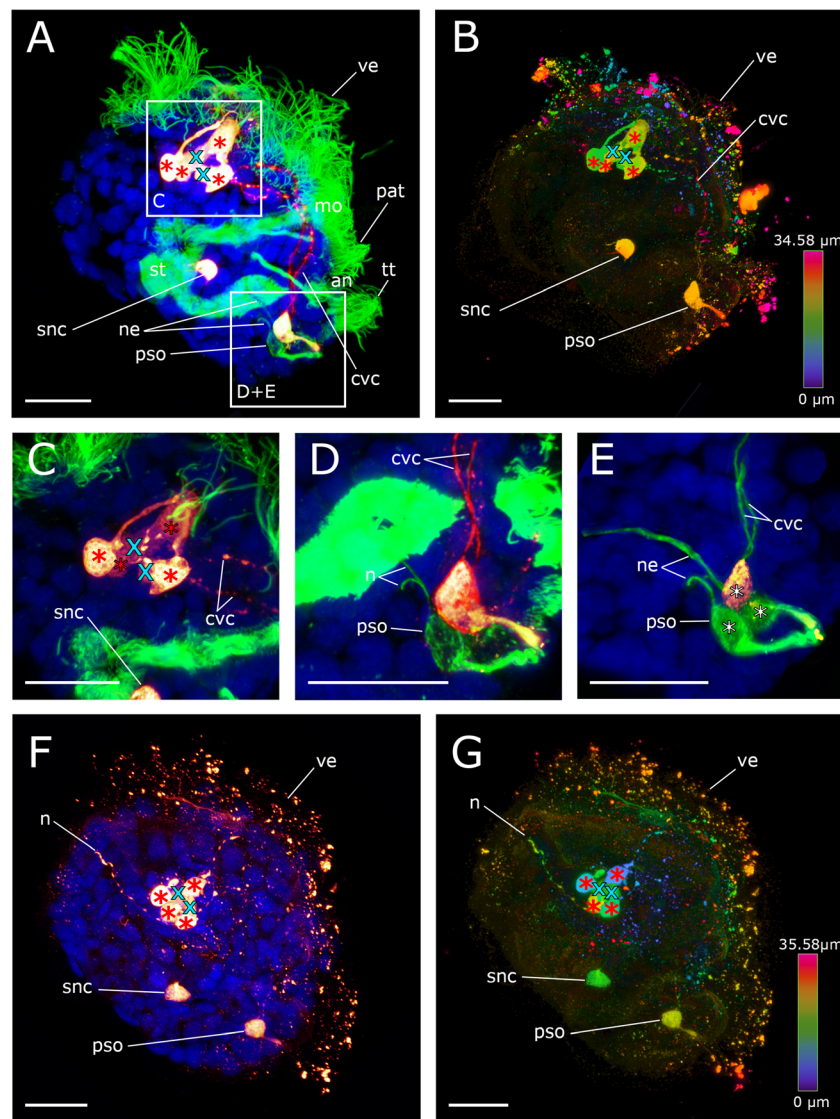 A
ve
C
mo
pat
st
an
tt
snc
ne
pso
D+E
cvc
B
ve
cvc
34.58 µm
snc
pso
0 µm
C
snc
cvc
D
cvc
n
pso
E
cvc
ne
pso
F
ve
n
snc
pso
G
ve
n
35.58µm
snc
pso
0 µm